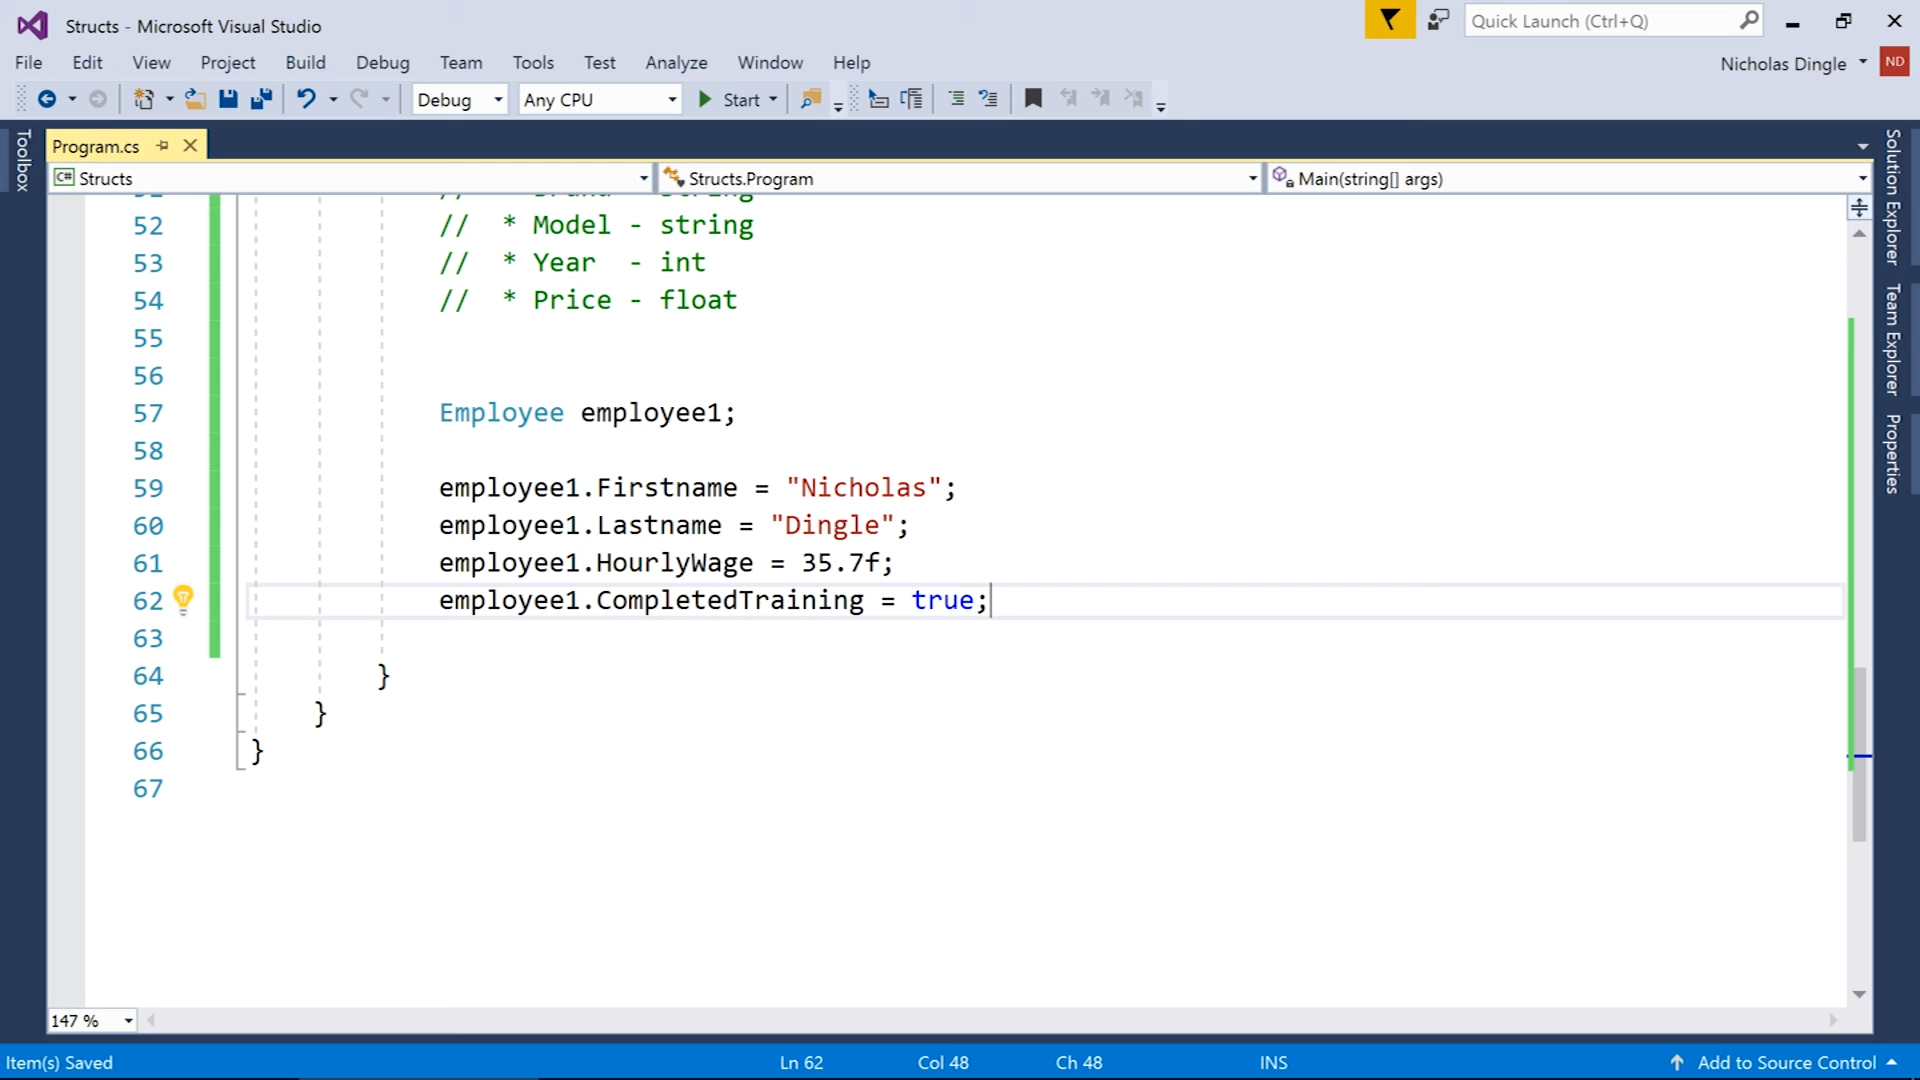 Structs - Microsoft Visual Studio
Quick Launch (Ctrl+Q)
File Edit View Project Build Debug Team Tools Test Analyze Window Help
Nicholas Dingle ND
Debug Any CPU Start
Toolbox
Program.cs
C# Structs Structs.Program Main(string[] args)
52 // * Model - string
53 // * Year - int
54 // * Price - float
55
56
57 Employee employee1;
58
59 employee1.Firstname = "Nicholas";
60 employee1.Lastname = "Dingle";
61 employee1.HourlyWage = 35.7f;
62 employee1.CompletedTraining = true;
63
64 }
65 }
66 }
67
Solution Explorer
Team Explorer
Properties
147 %
Item(s) Saved Ln 62 Col 48 Ch 48 INS Add to Source Control